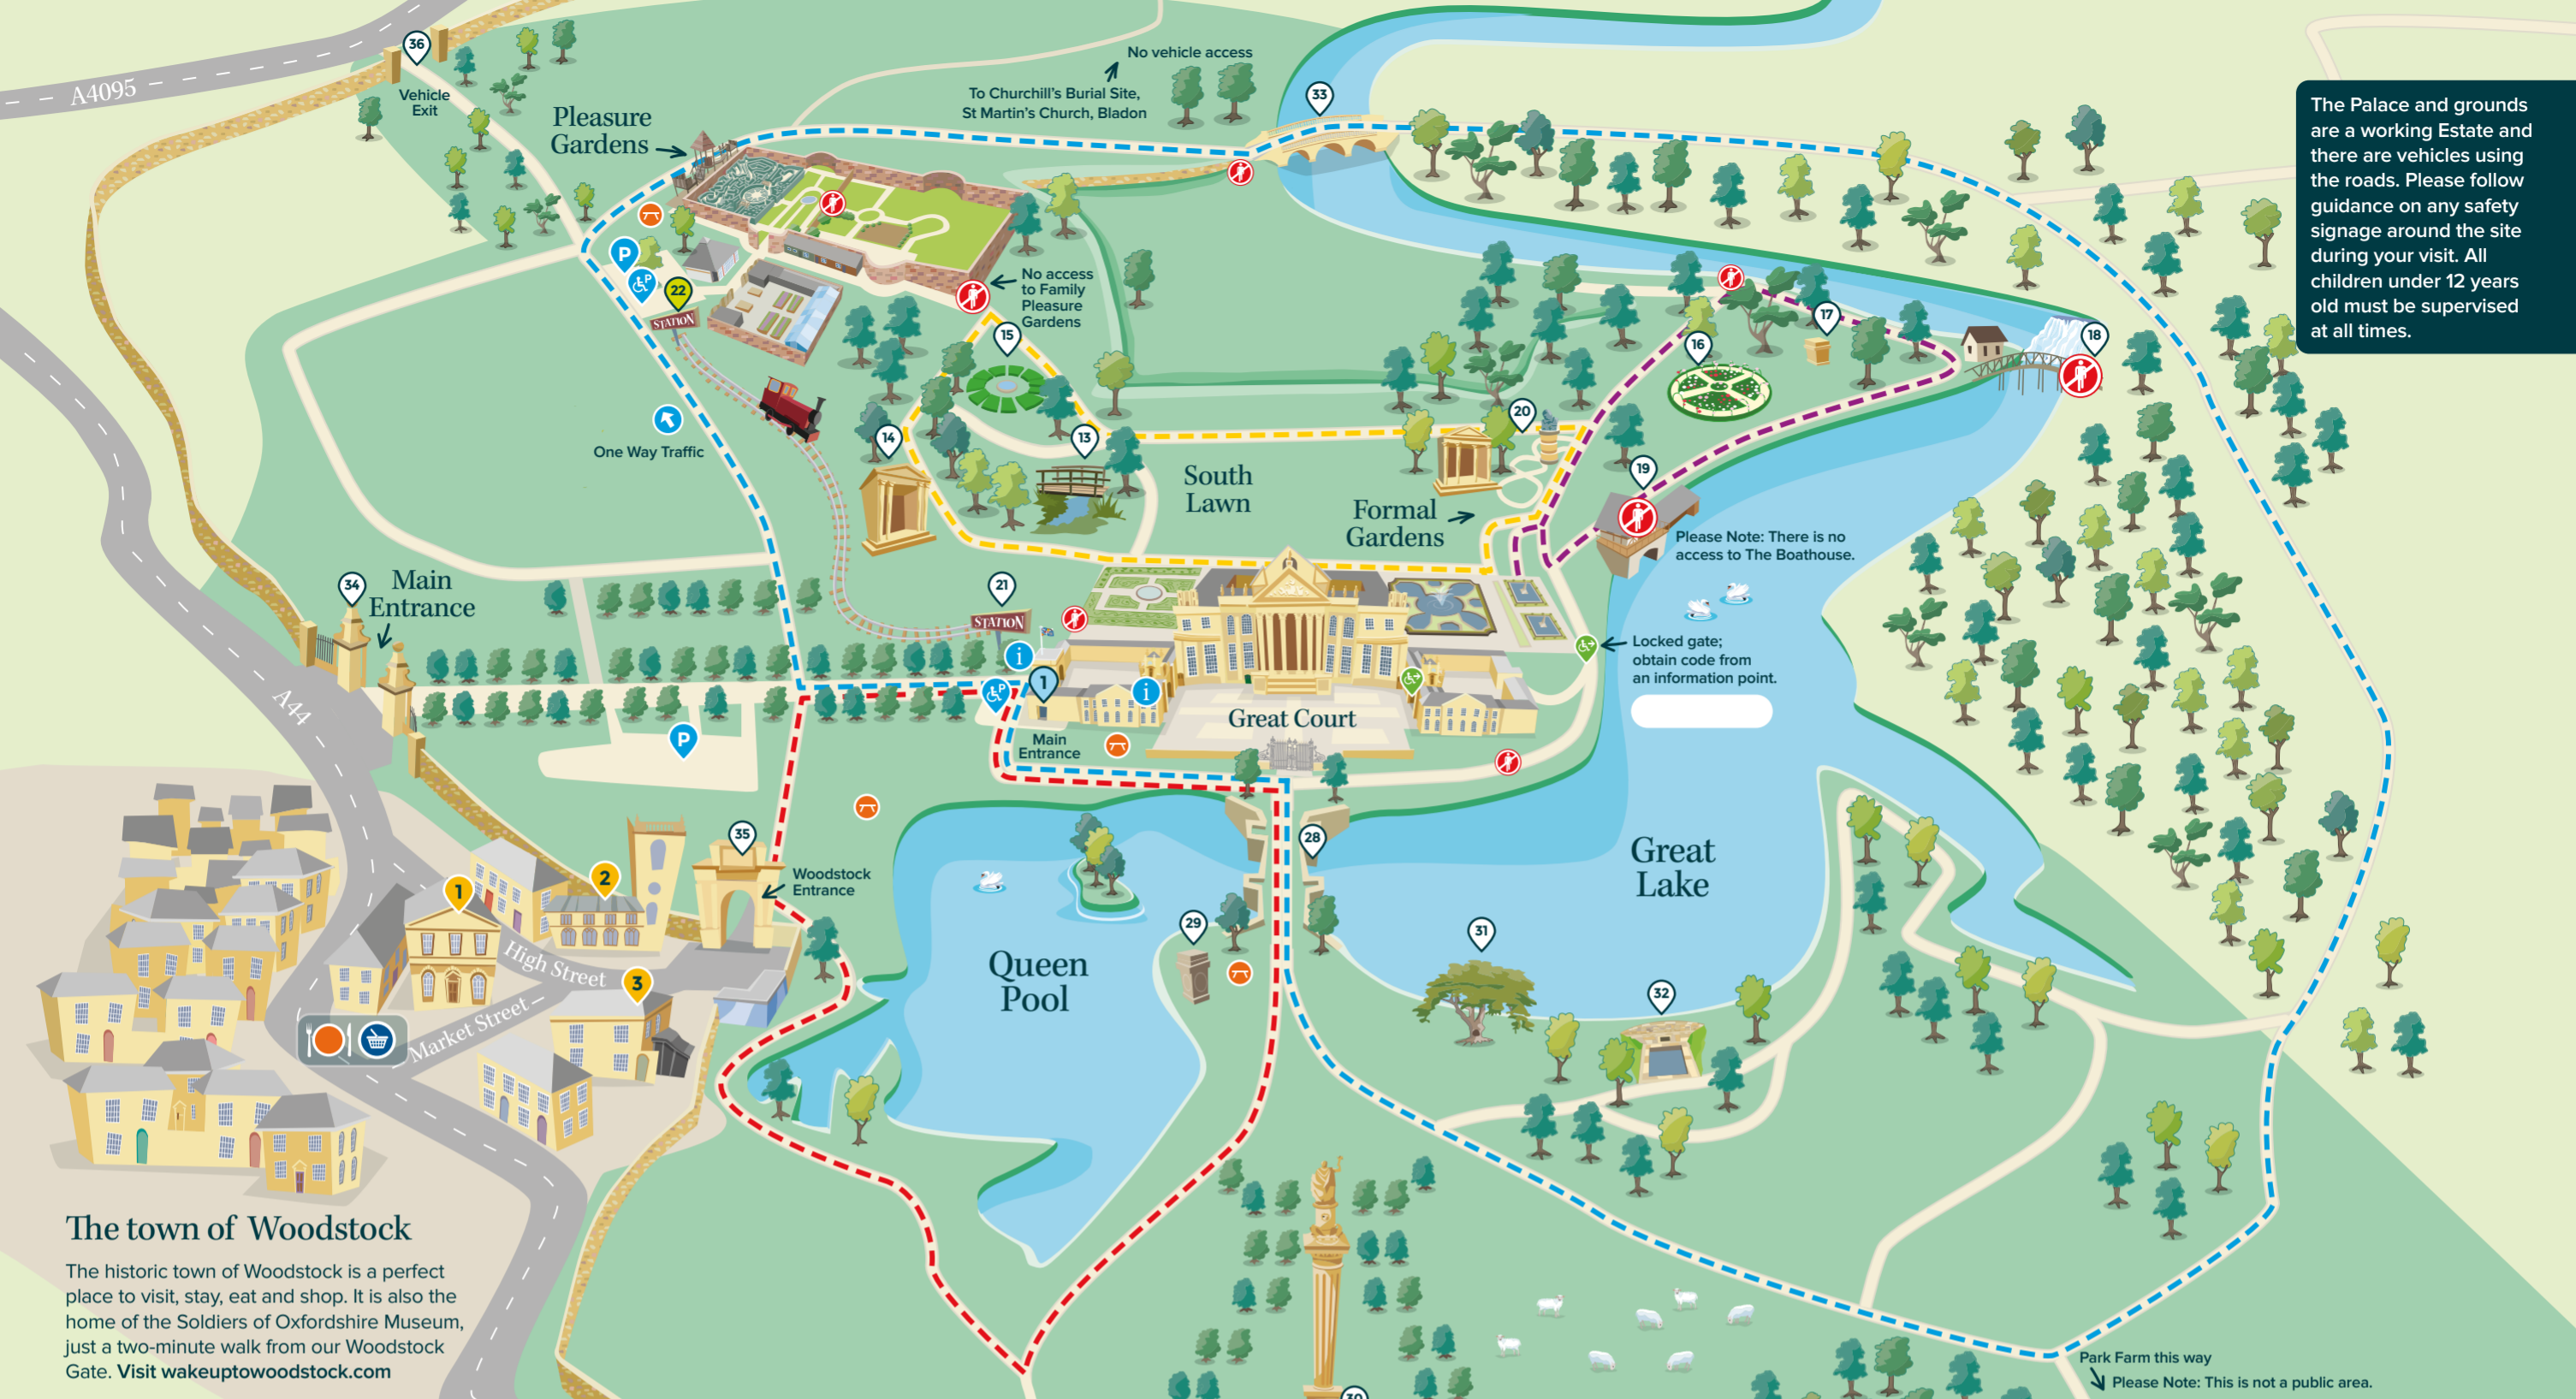 36
A4095
Vehicle
Exit
Pleasure
Gardens
No vehicle access
To Churchill's Burial Site,
St Martin's Church, Bladon
33
The Palace and grounds
are a working Estate and
there are vehicles using
the roads. Please follow
guidance on any safety
signage around the site
during your visit. All
children under 12 years
old must be supervised
at all times.
P
P
22
STATION
No access
to Family
Pleasure
Gardens
15
16
17
18
One Way Traffic
14
13
20
19
South
Lawn
Formal
Gardens
Please Note: There is no
access to The Boathouse.
34
Main
Entrance
21
STATION
i
1
P
i
Locked gate;
obtain code from
an information point.
Great Court
Main
Entrance
A44
P
35
Woodstock
Entrance
28
Great
Lake
1
2
3
High Street
Market Street
29
31
32
Queen
Pool
The town of Woodstock
The historic town of Woodstock is a perfect
place to visit, stay, eat and shop. It is also the
home of the Soldiers of Oxfordshire Museum,
just a two-minute walk from our Woodstock
Gate. Visit wakeuptowoodstock.com
30
Park Farm this way
Please Note: This is not a public area.